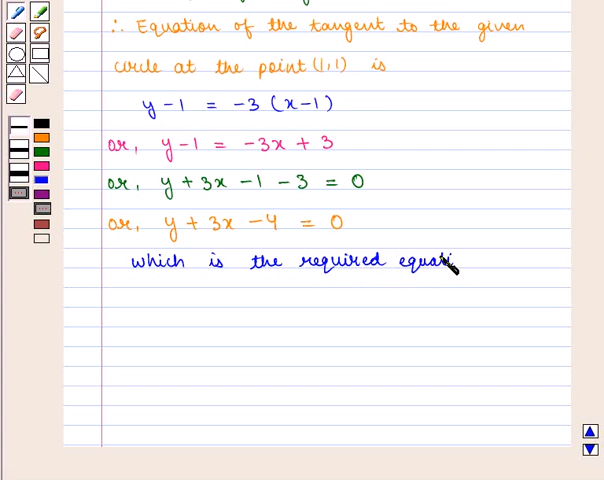 ∴ Equation of the tangent to the given
circle at the point (1,1) is
y-1 = -3 (x-1)
or, y-1 = -3x + 3
or, y + 3x - 1 - 3 = 0
or, y + 3x - 4 = 0
which is the required equati